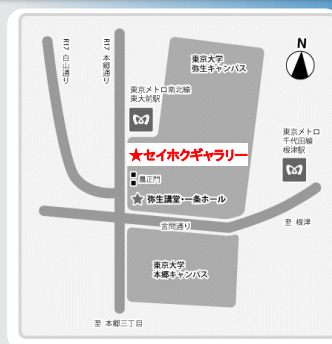 R17 白山通り
R17 本郷通り
東京大学
弥生キャンパス
N
東京メトロ南北線
東大前駅
東京メトロ
千代田線
根津駅
★セイホクギャラリー
農正門
★弥生講堂・一条ホール
言問通り
至 根津
東京大学
本郷キャンパス
至 本郷三丁目